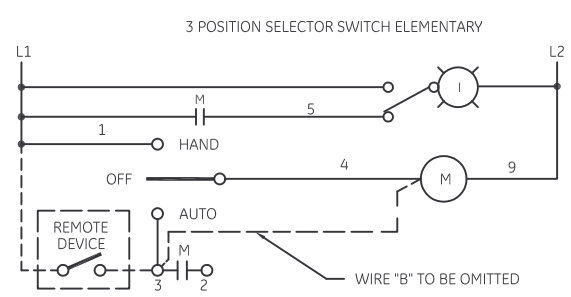 3 POSITION SELECTOR SWITCH ELEMENTARY
L1
L2
I
M
5
1
HAND
OFF
4
M
9
AUTO
REMOTE
DEVICE
M
3
2
WIRE "B" TO BE OMITTED